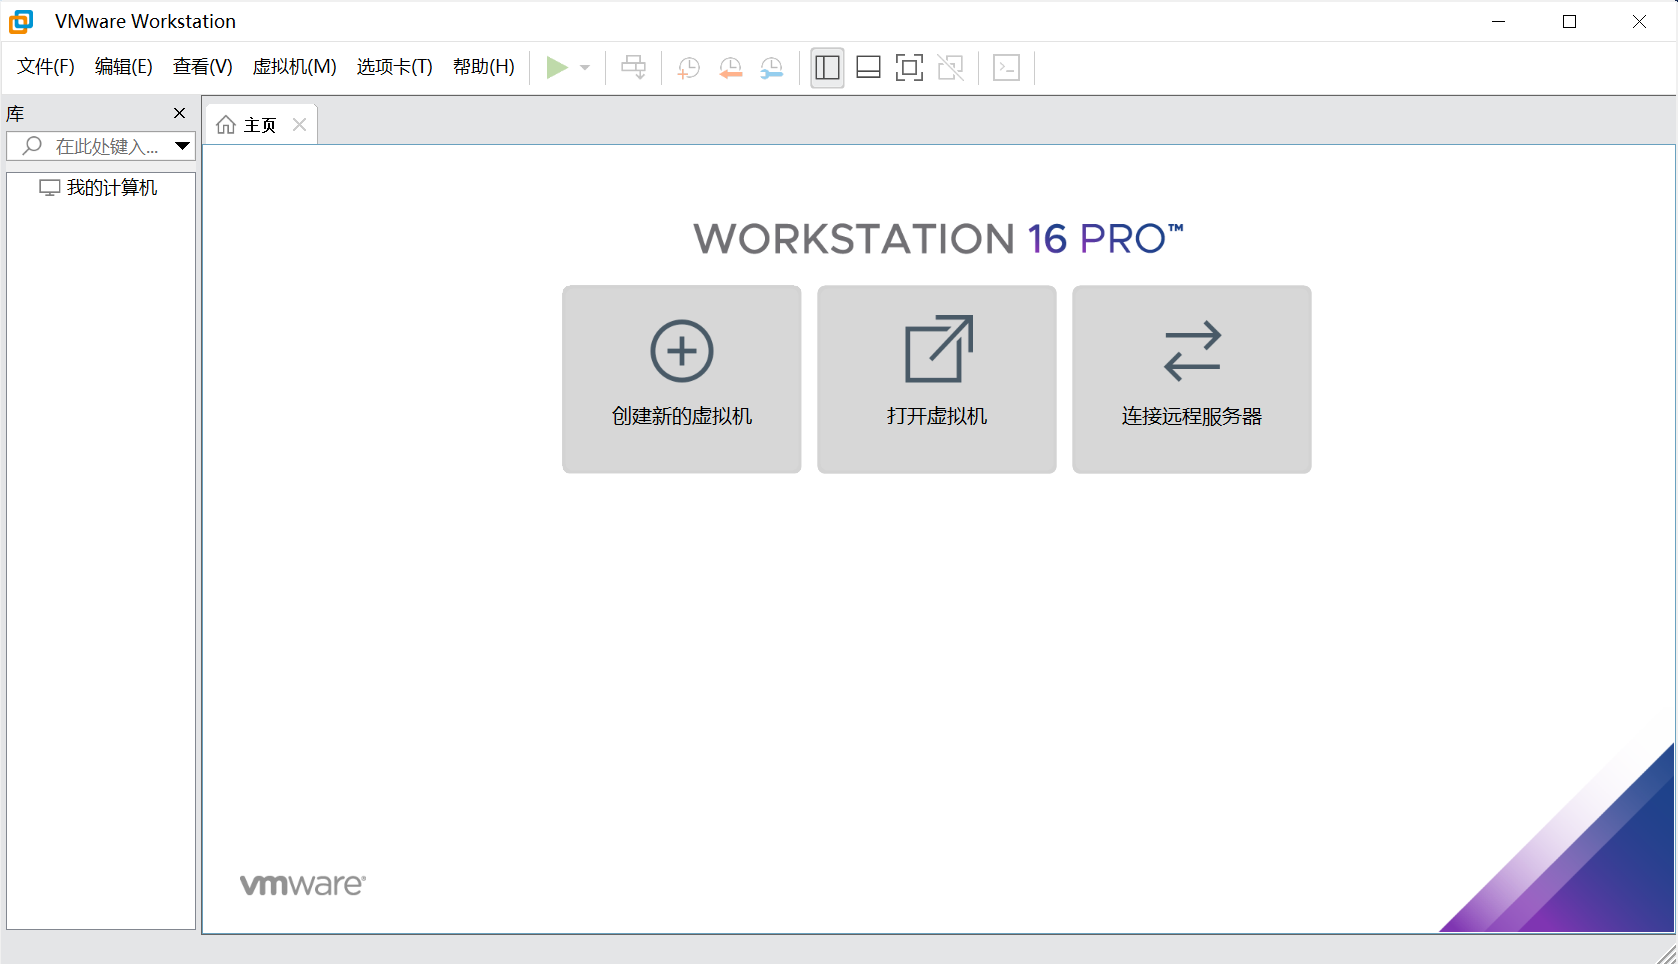 VMware Workstation
文件(F) 编辑(E) 查看(V) 虚拟机(M) 选项卡(T) 帮助(H)
库
主页
在此处键入...
我的计算机
WORKSTATION 16 PRO™
创建新的虚拟机 打开虚拟机 连接远程服务器
vmware®